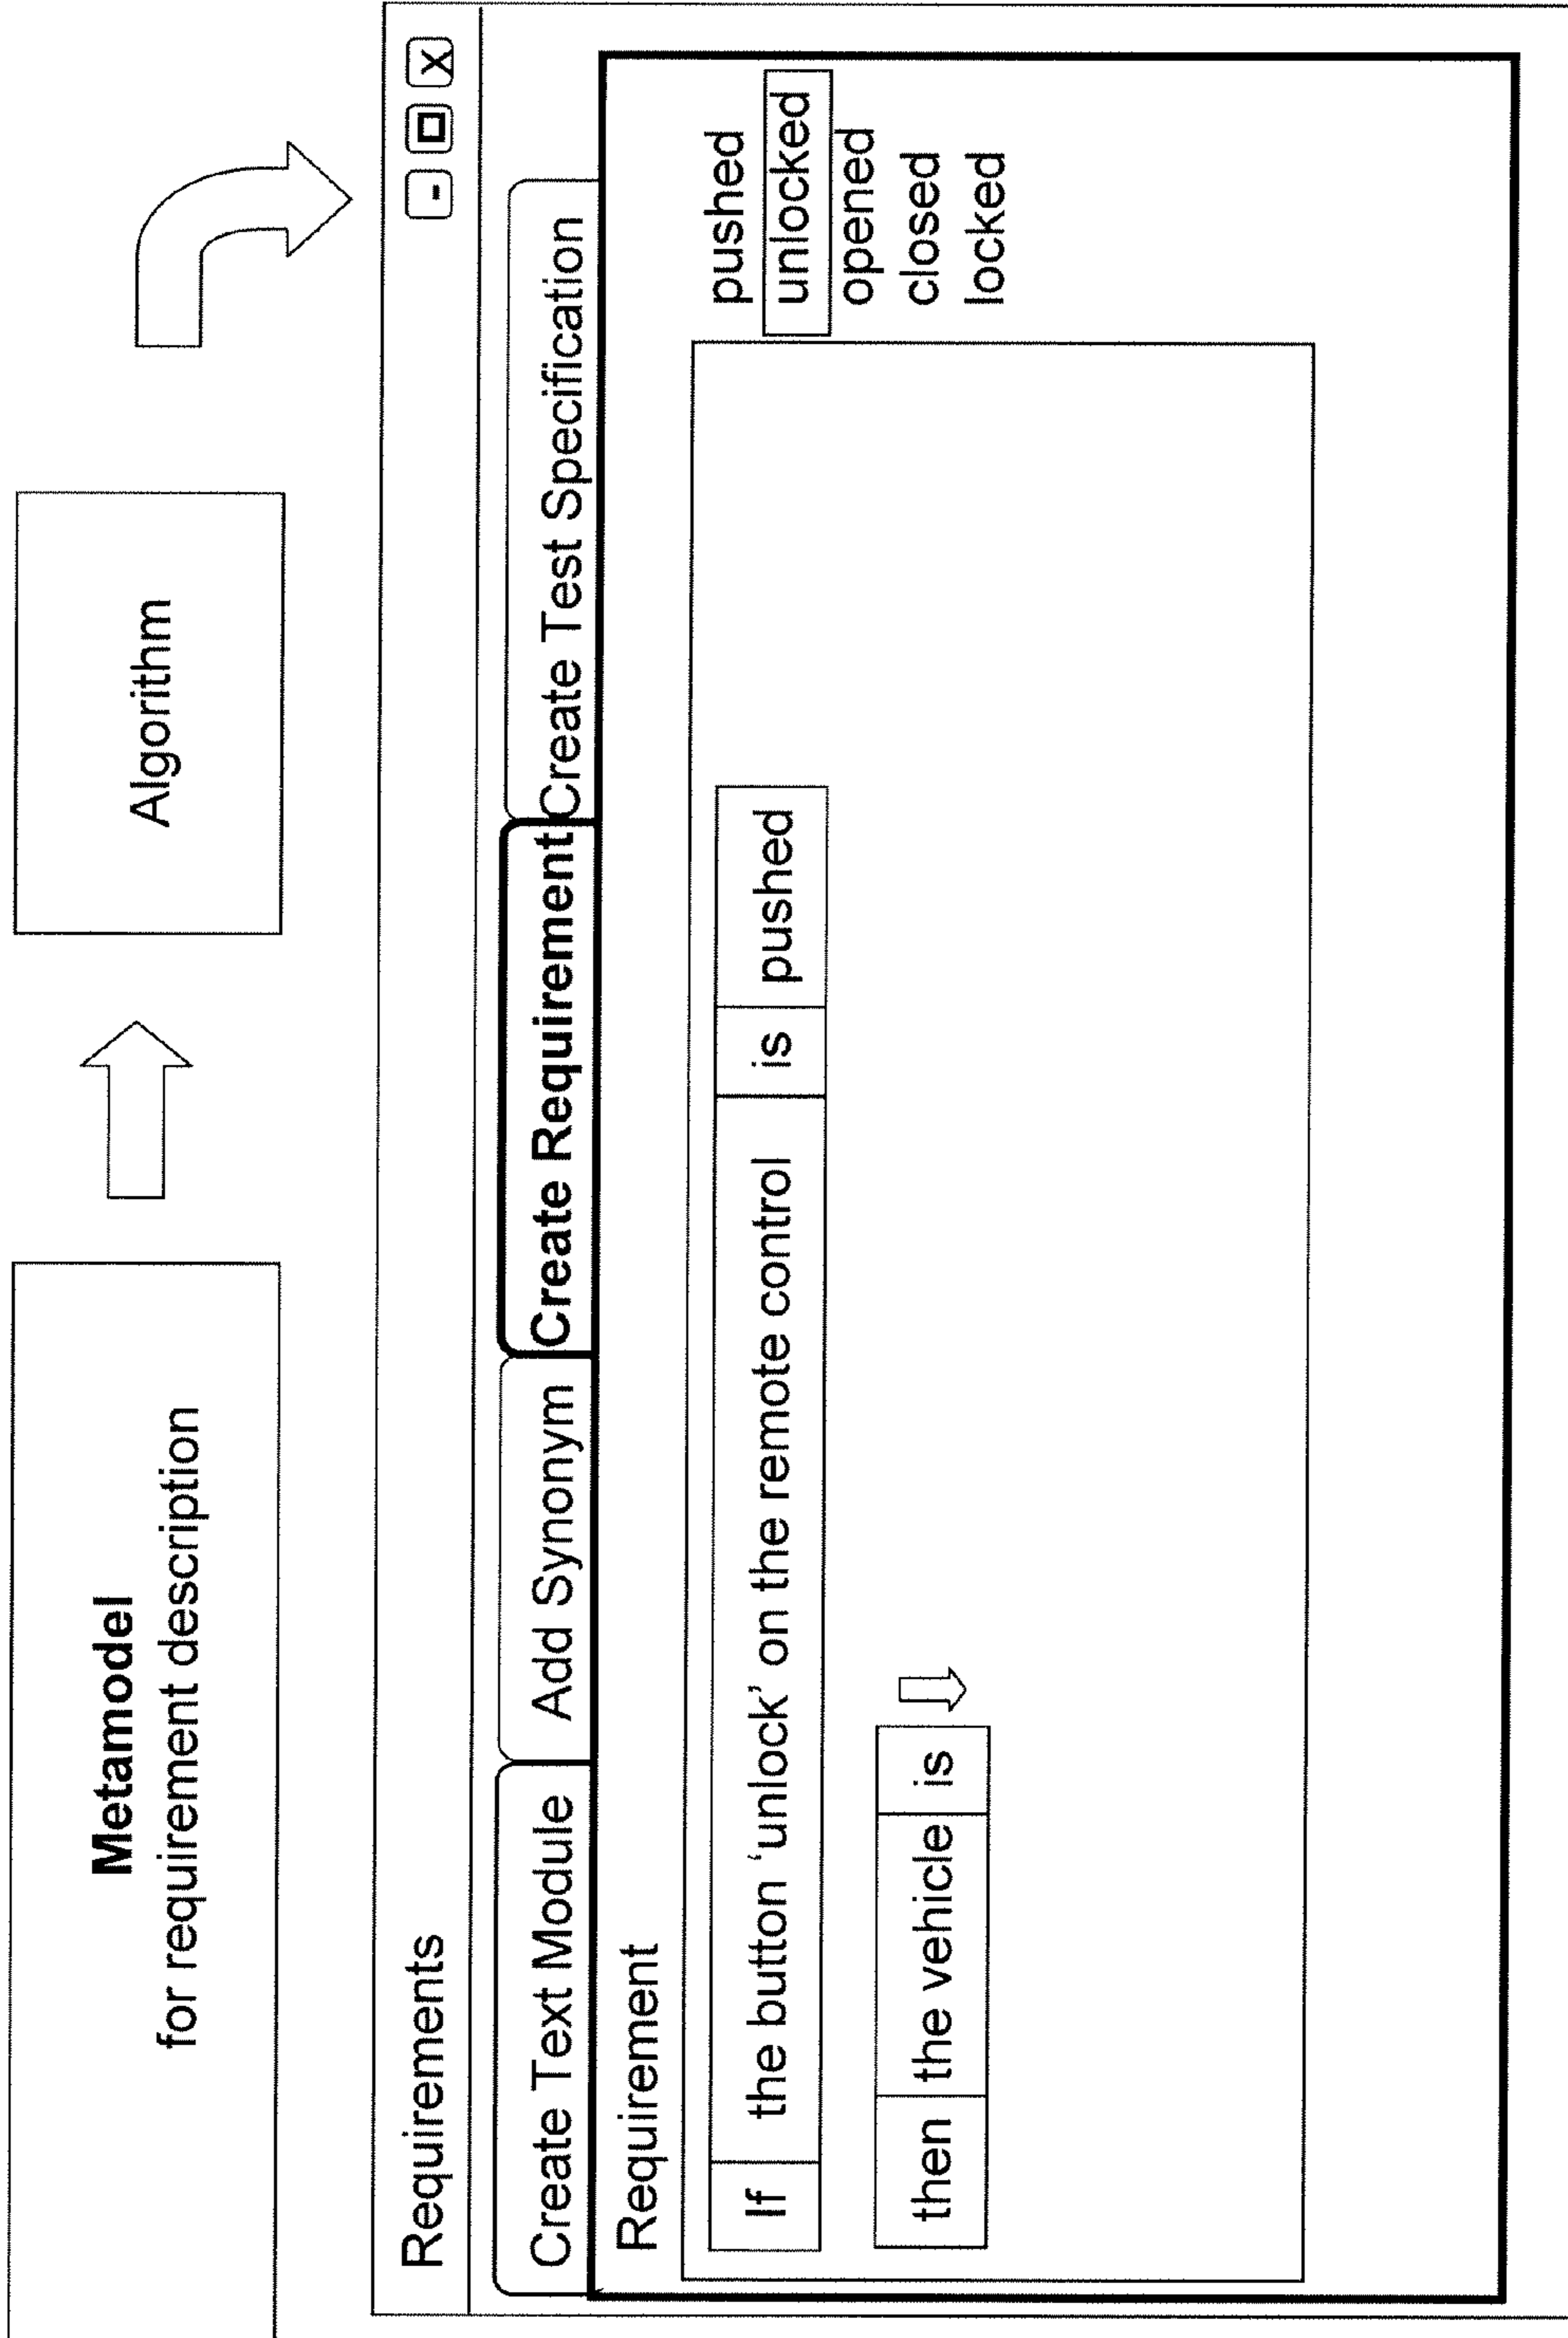 Metamodel
for requirement description
Algorithm
Requirements
- X
Create Text Module Add Synonym Create Requirement Create Test Specification
Requirement
If the button ‘unlock’ on the remote control is pushed
then the vehicle is
pushed
unlocked
opened
closed
locked